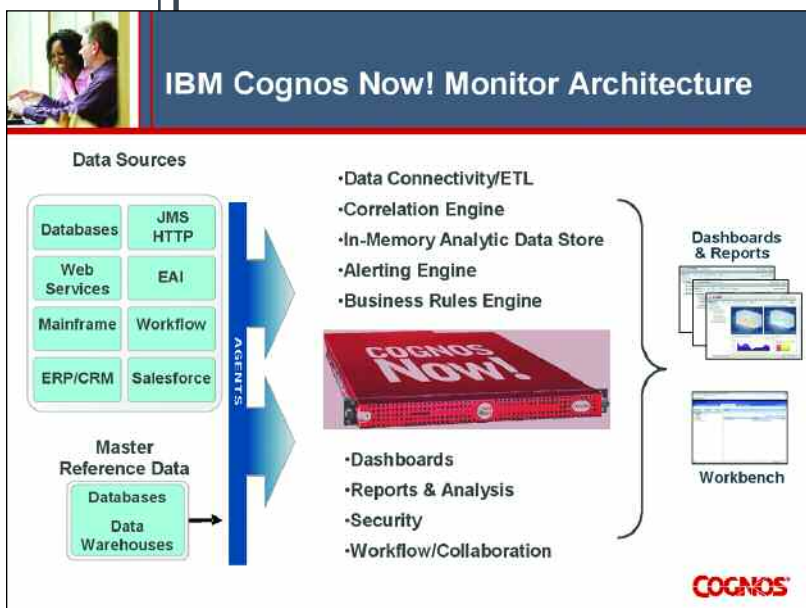 IBM Cognos Now! Monitor Architecture
Data Sources
Databases
JMS
HTTP
Web
Services
EAI
Mainframe
Workflow
ERP/CRM
Salesforce
Master
Reference Data
Databases
Data
Warehouses
AGENTS
•Data Connectivity/ETL
•Correlation Engine
•In-Memory Analytic Data Store
•Alerting Engine
•Business Rules Engine
COGNOS
NOW!
•Dashboards
•Reports & Analysis
•Security
•Workflow/Collaboration
Dashboards
& Reports
Workbench
COGNOS